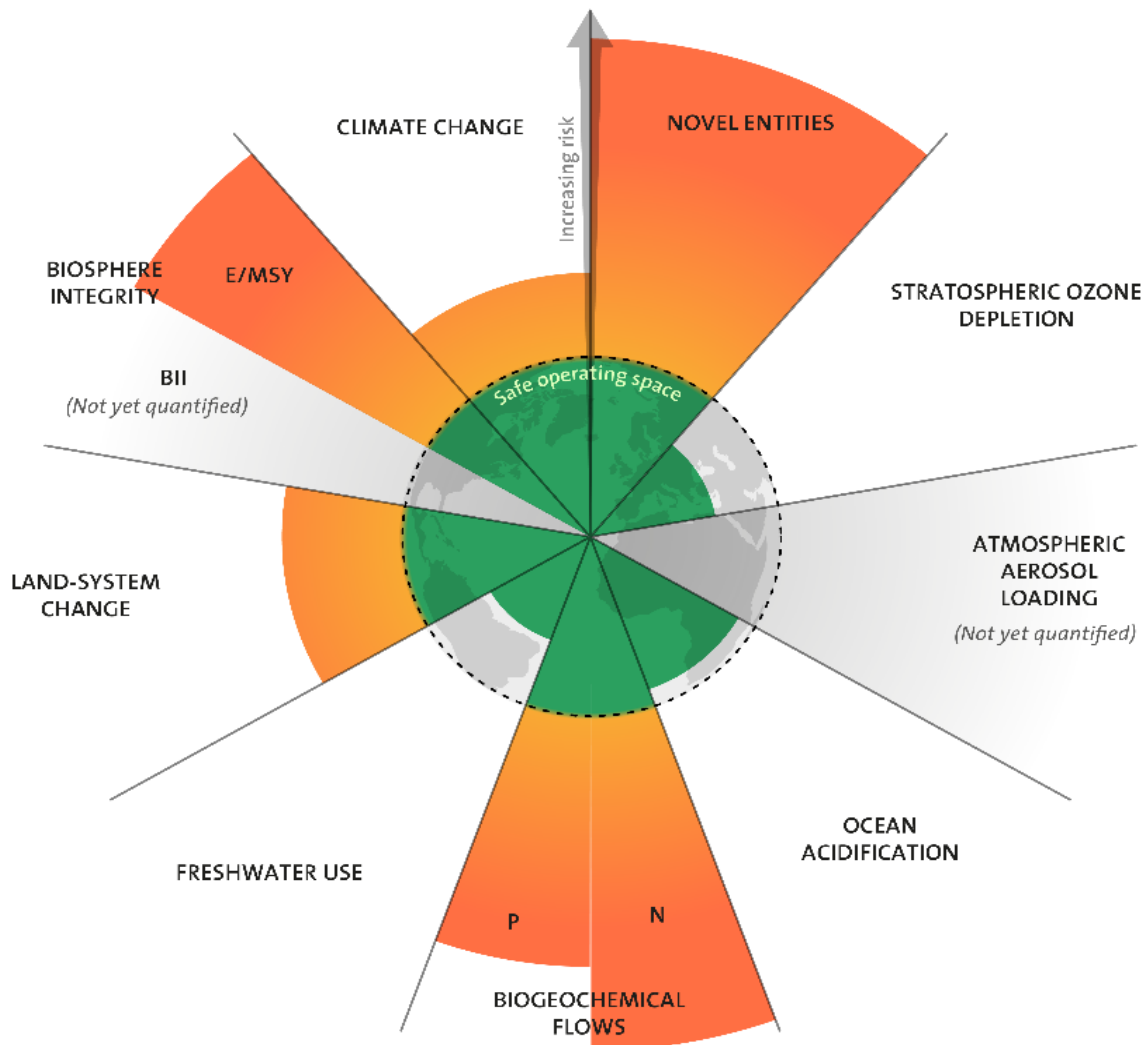 CLIMATE CHANGE
Increasing risk
NOVEL ENTITIES
STRATOSPHERIC OZONE
DEPLETION
BIOSPHERE
INTEGRITY
E/MSY
BII
(Not yet quantified)
Safe operating space
ATMOSPHERIC
AEROSOL
LOADING
(Not yet quantified)
LAND-SYSTEM
CHANGE
OCEAN
ACIDIFICATION
FRESHWATER USE
P
N
BIOGEOCHEMICAL
FLOWS